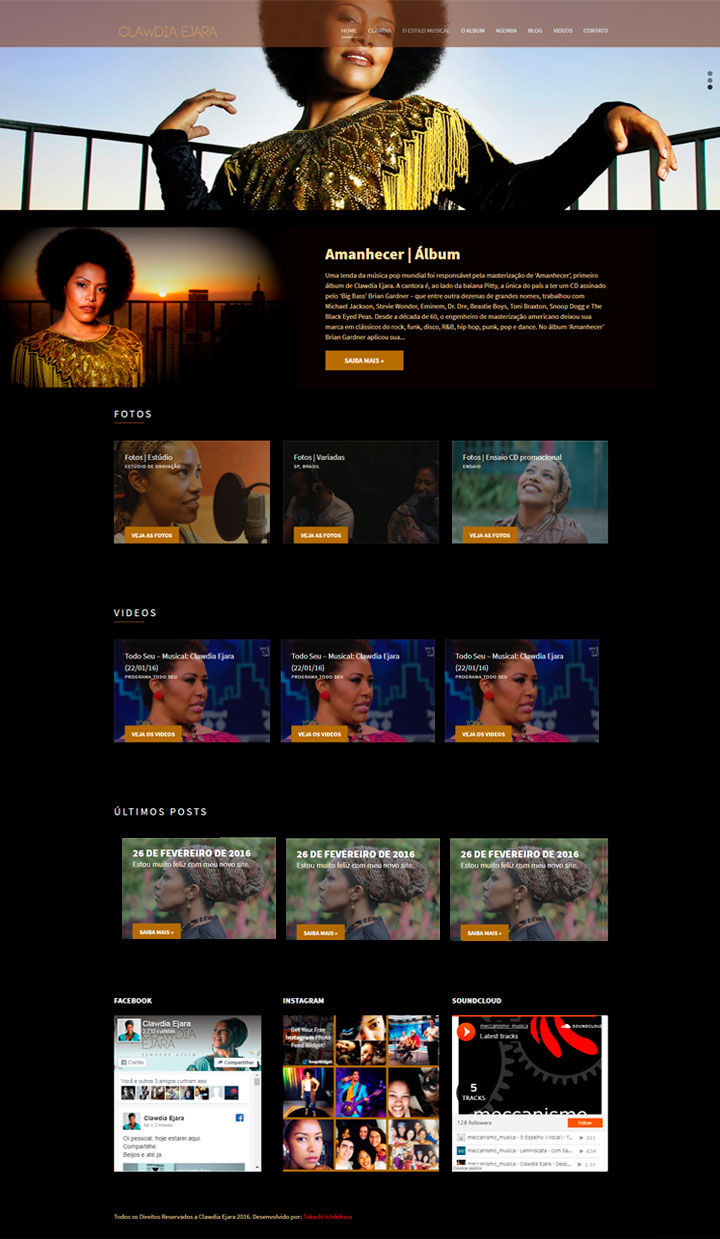 CLAWDIA EJARA
HOME CLAWDIA O ESTILO MUSICAL O ALBUM AGENDA BLOG VIDEOS CONTATO
Amanhecer | Álbum
Uma lenda da música pop mundial foi responsável pela masterização de 'Amanhecer', primeiro
álbum de Clawdia Ejara. A cantora é, ao lado da baiana Pitty, a única do país a ter um CD assinado
pelo 'Big Bass' Brian Gardner – que entre outra dezenas de grandes nomes, trabalhou com
Michael Jackson, Stevie Wonder, Eminem, Dr. Dre, Beastie Boys, Toni Braxton, Snoop Dogg e The
Black Eyed Peas. Desde a década de 60, o engenheiro de masterização americano deixou sua
marca em clássicos do rock, funk, disco, R&B, hip hop, punk, pop e dance. No álbum 'Amanhecer'
Brian Gardner aplicou sua...
SAIBA MAIS »
FOTOS
Fotos | Estúdio
ESTÚDIO DE GRAVAÇÃO
VEJA AS FOTOS
Fotos | Variadas
SP, BRASIL
VEJA AS FOTOS
Fotos | Ensaio CD promocional
ENSAIO
VEJA AS FOTOS
VIDEOS
Todo Seu – Musical: Clawdia Ejara
(22/01/16)
PROGRAMA TODO SEU
VEJA OS VIDEOS
Todo Seu – Musical: Clawdia Ejara
(22/01/16)
PROGRAMA TODO SEU
VEJA OS VIDEOS
Todo Seu – Musical: Clawdia Ejara
(22/01/16)
PROGRAMA TODO SEU
VEJA OS VIDEOS
ÚLTIMOS POSTS
26 DE FEVEREIRO DE 2016
Estou muito feliz com meu novo site.
SAIBA MAIS »
26 DE FEVEREIRO DE 2016
Estou muito feliz com meu novo site.
SAIBA MAIS »
26 DE FEVEREIRO DE 2016
Estou muito feliz com meu novo site.
SAIBA MAIS »
FACEBOOK
Clawdia Ejara
curtidas
CLAWDIA
EJARA
Curtiu
Compartilhar
Você e outros 3 amigos curtiram isso
Clawdia Ejara
há 2 meses
Oi pessoal, hoje estarei aqui.
Compartilhe.
Beijos e até já.
INSTAGRAM
Get Your Free
Instagram Photo
Feed Widget!
SOUNDCLOUD
meccanismo_musica
Latest tracks
SOUNDCLOUD
5
TRACKS
meccanismo
128 followers
Follow
meccanismo_musica - O Espelho (Vocal) - T... 221
meccanismo_musica - Lemniscata - com Sa... 634
meccanismo_musica - Clawdia Ejara - Desp...
Cookie policy
Todos os Direitos Reservados a Clawdia Ejara 2016. Desenvolvido por: Takachi Ichikihara